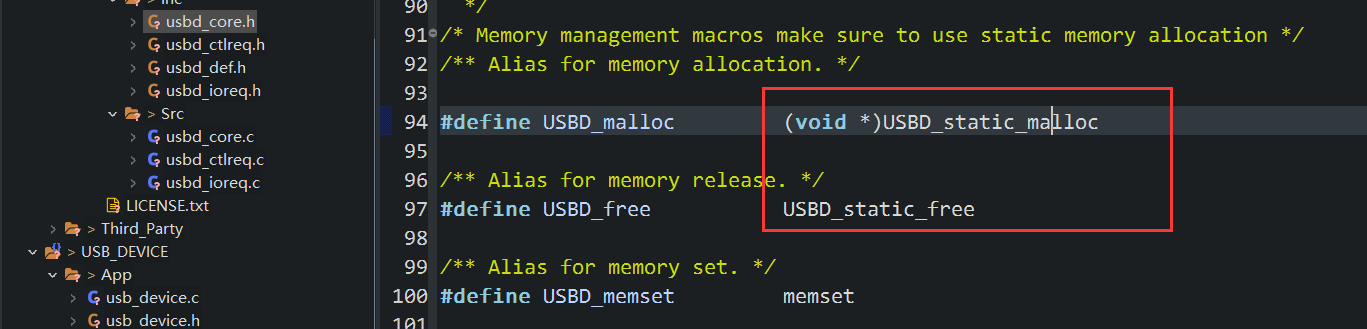 inc
> usbd_core.h
> usbd_ctlreq.h
> usbd_def.h
> usbd_ioreq.h
> Src
> usbd_core.c
> usbd_ctlreq.c
> usbd_ioreq.c
LICENSE.txt
> Third_Party
> USB_DEVICE
> App
> usb_device.c
> usb_device.h
90 */
91 /* Memory management macros make sure to use static memory allocation */
92 /** Alias for memory allocation. */
93
94 #define USBD_malloc (void *)USBD_static_malloc
95
96 /** Alias for memory release. */
97 #define USBD_free USBD_static_free
98
99 /** Alias for memory set. */
100 #define USBD_memset memset
101